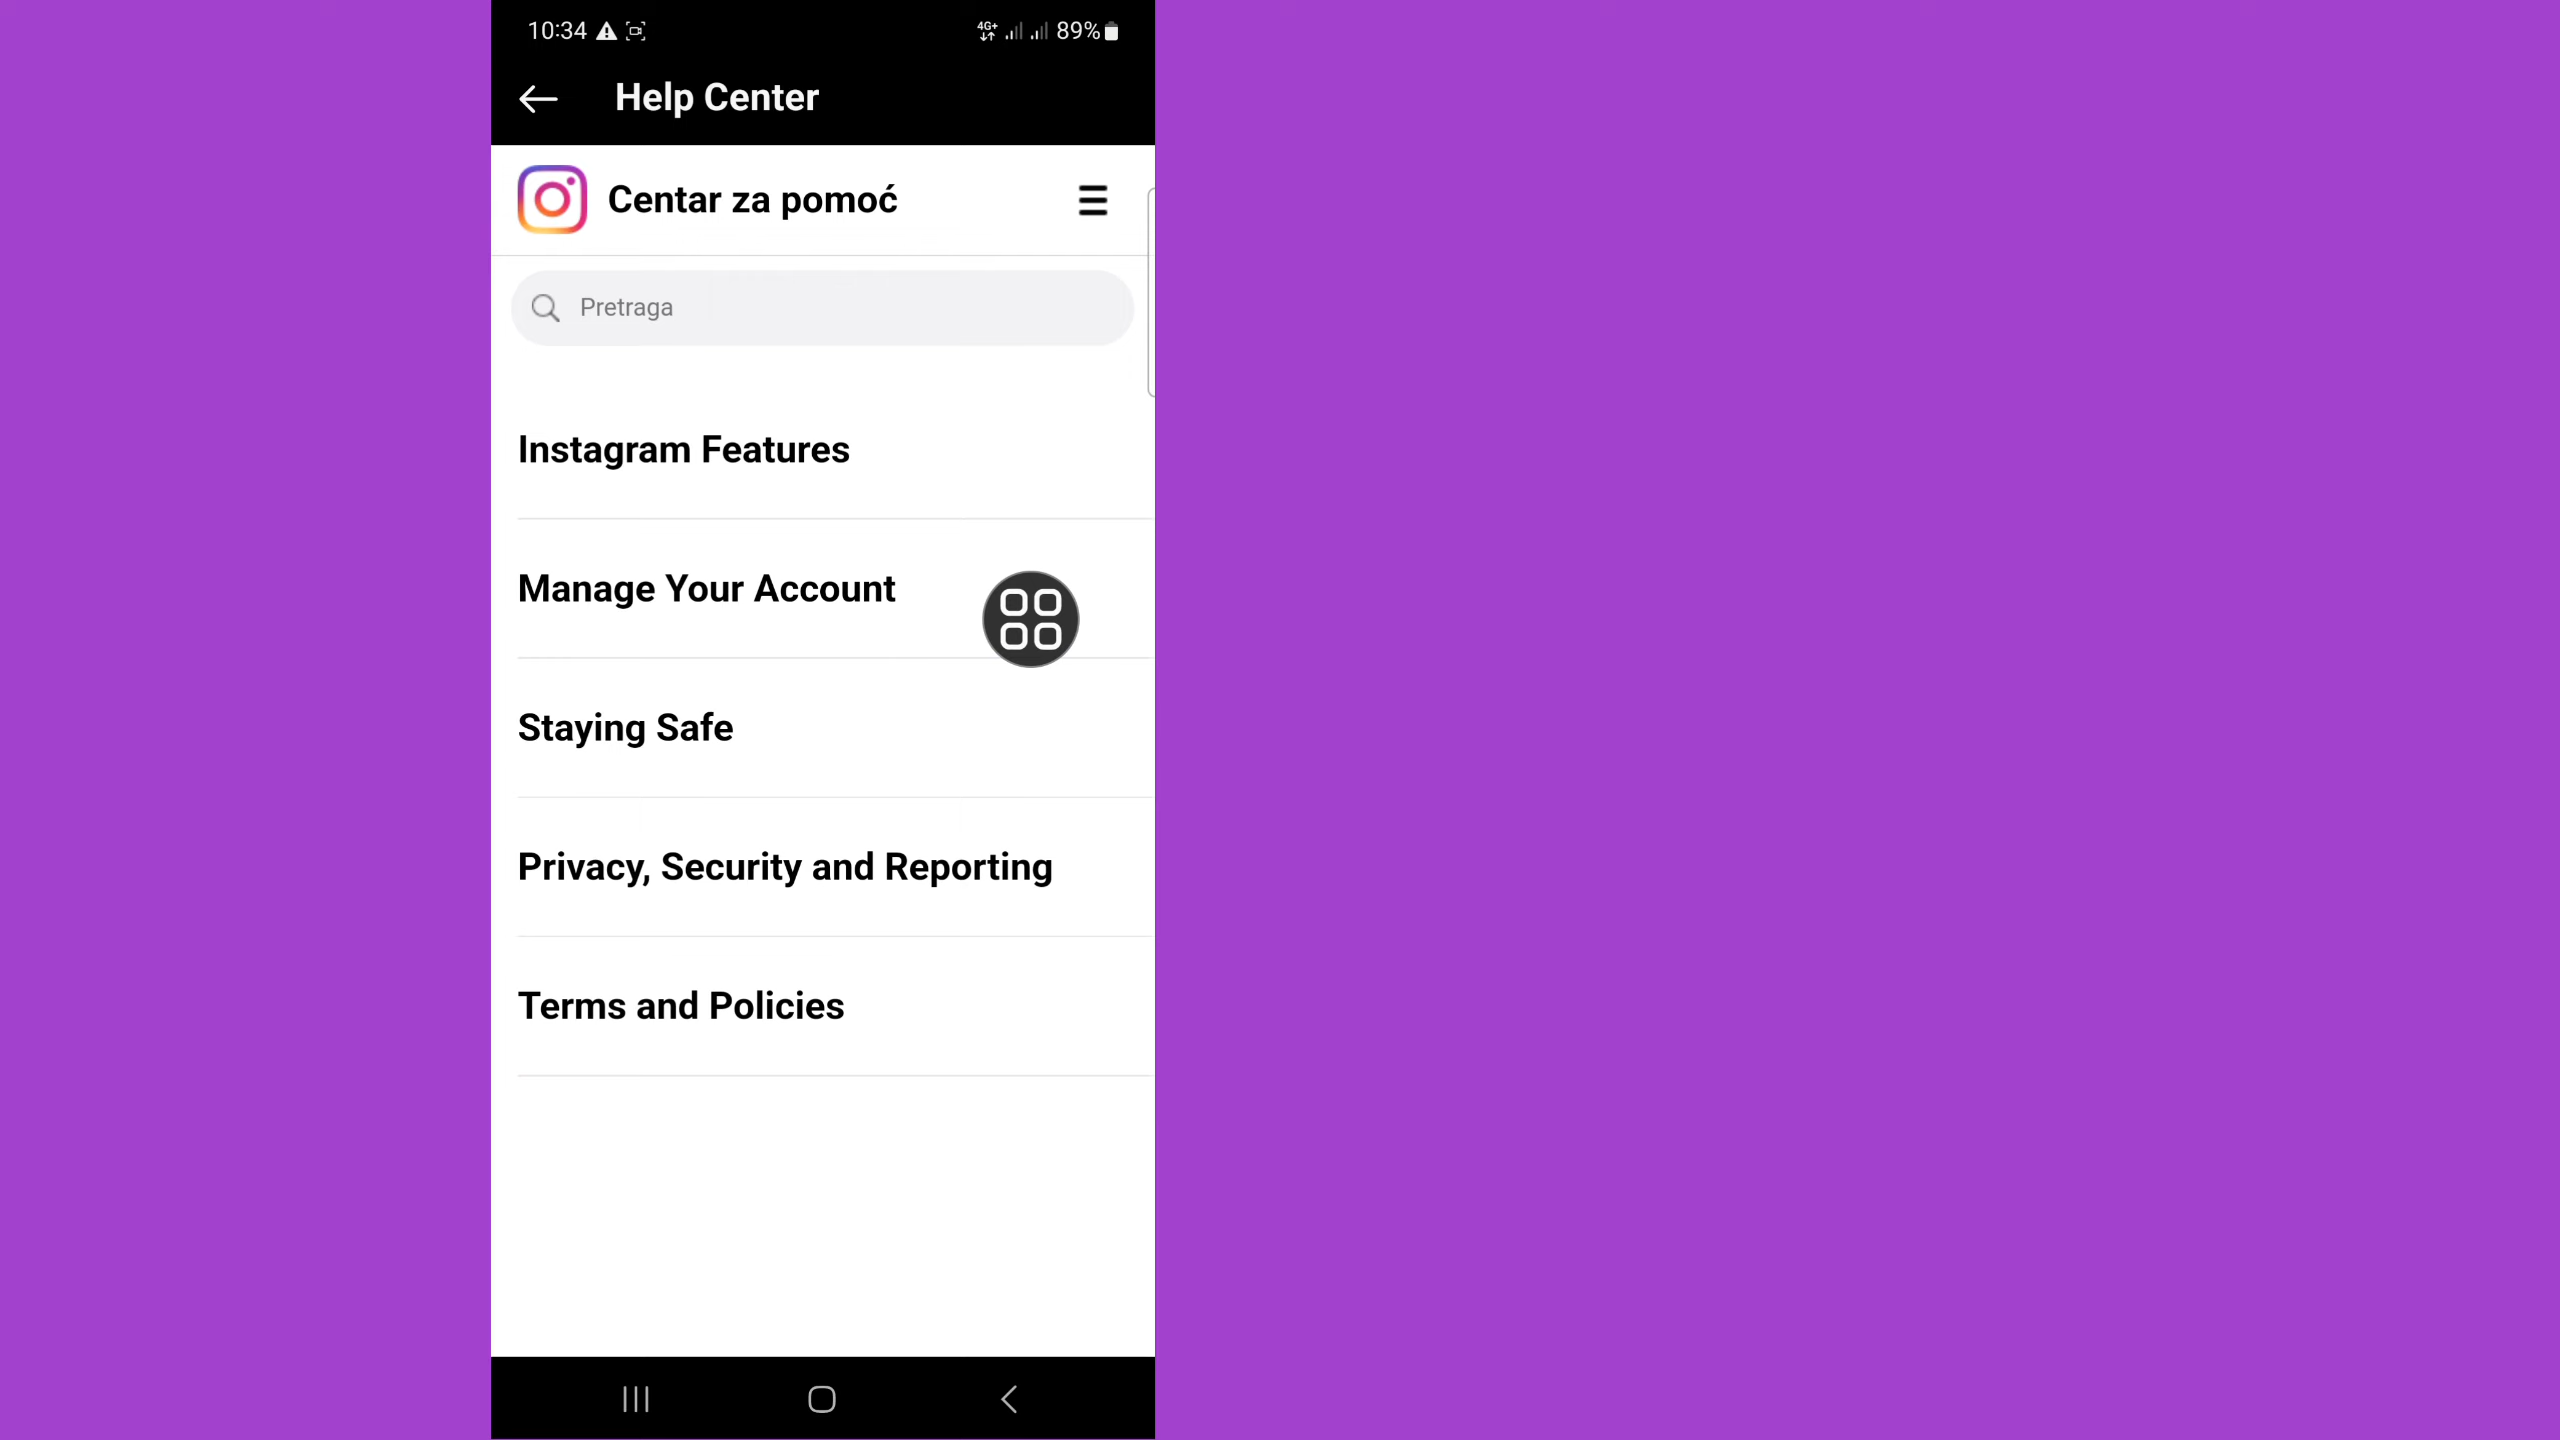 10:34 4G+ 89%
Help Center
Centar za pomoć
Pretraga
Instagram Features
Manage Your Account
Staying Safe
Privacy, Security and Reporting
Terms and Policies